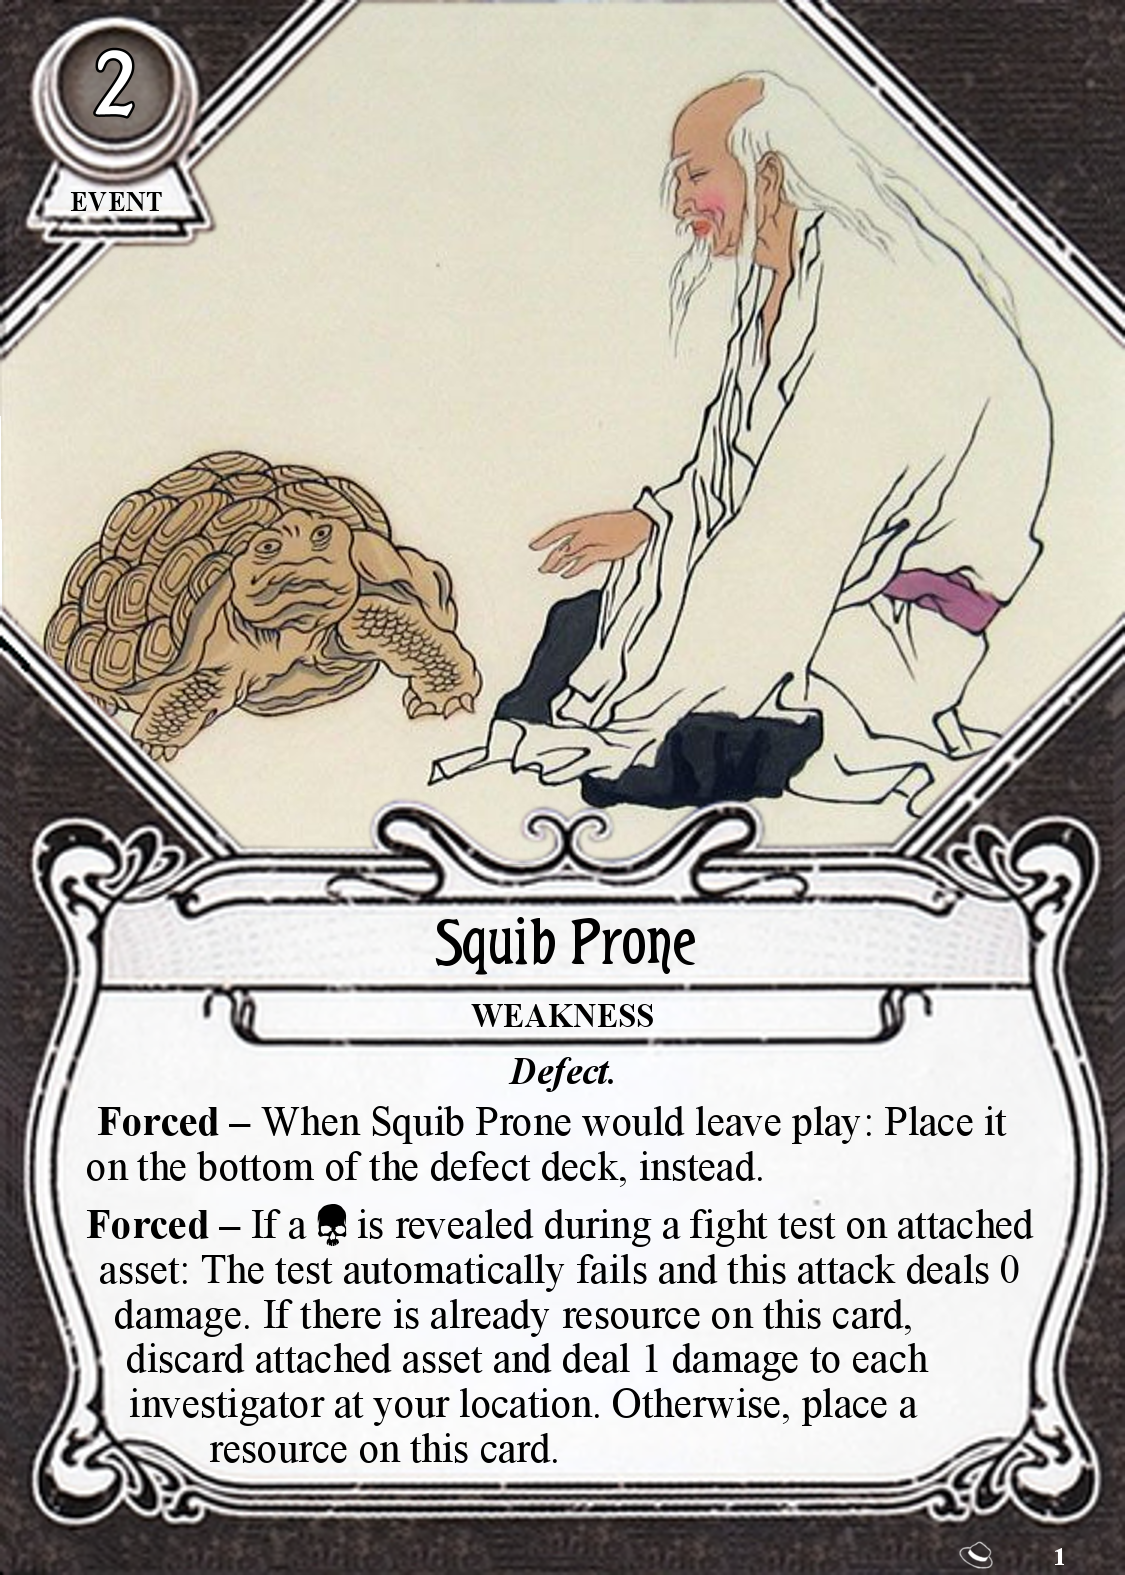 2
EVENT
Squib Prone
WEAKNESS
Defect.
Forced – When Squib Prone would leave play: Place it
on the bottom of the defect deck, instead.
Forced – If a is revealed during a fight test on attached
asset: The test automatically fails and this attack deals 0
damage. If there is already resource on this card,
discard attached asset and deal 1 damage to each
investigator at your location. Otherwise, place a
resource on this card.
1